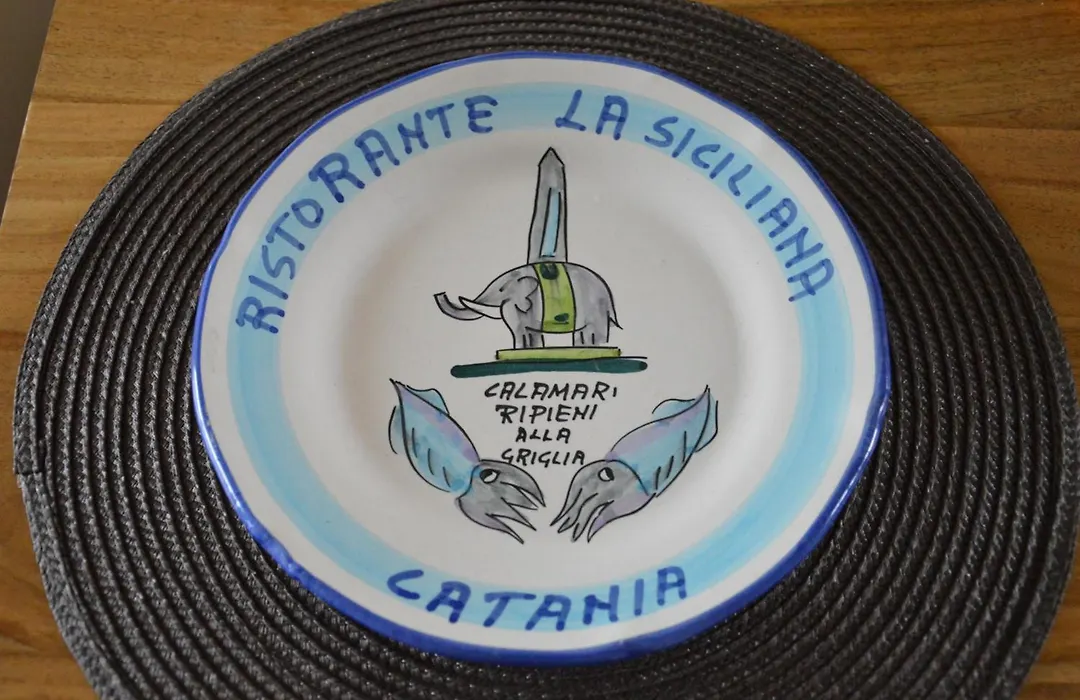 RISTORANTE LA SICILIANA
CALAMARI
RIPIENI
ALLA
GRIGLIA
CATANIA